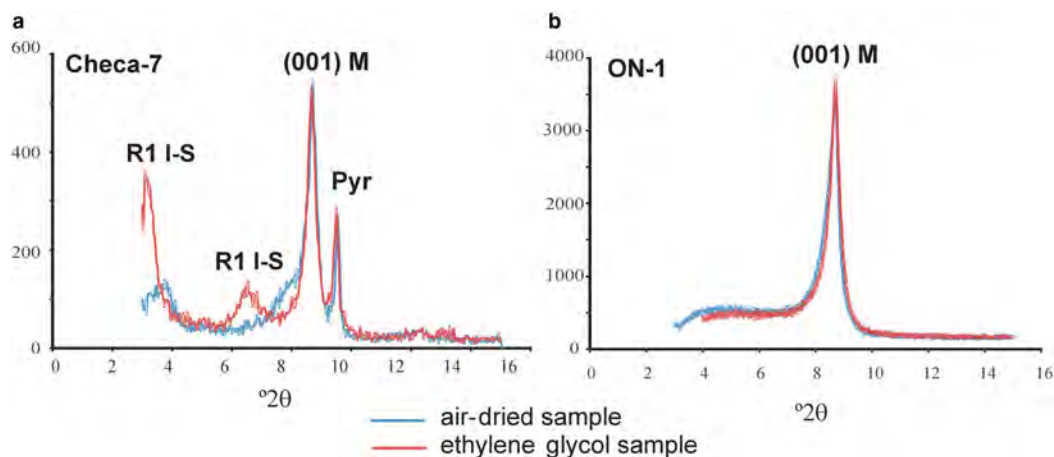 a
Checa-7
(001) M
R1 I-S
Pyr
R1 I-S
600
400
200
0
0 2 4 6 8 10 12 14 16
º2θ
b
ON-1
(001) M
4000
3000
2000
1000
0
0 2 4 6 8 10 12 14 16
º2θ
air-dried sample
ethylene glycol sample